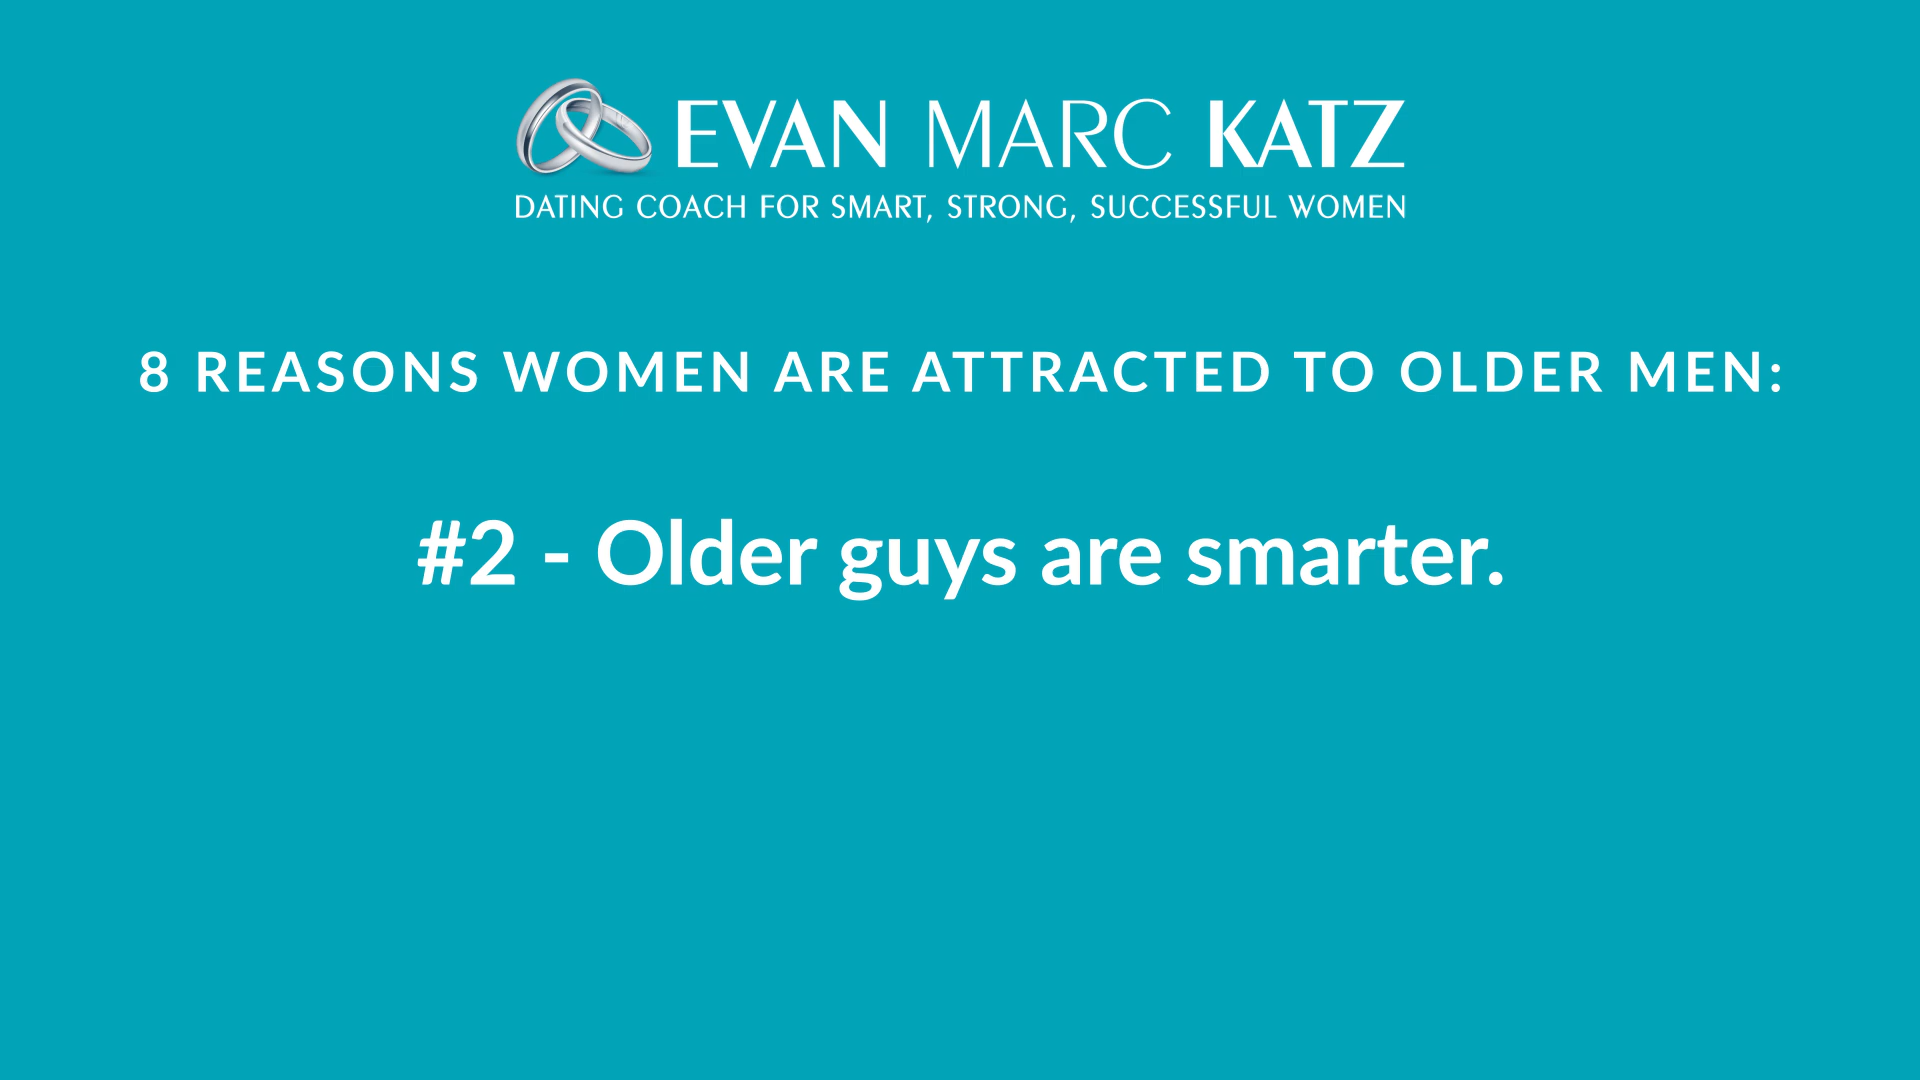 EVAN MARC KATZ
DATING COACH FOR SMART, STRONG, SUCCESSFUL WOMEN
8 REASONS WOMEN ARE ATTRACTED TO OLDER MEN:
#2 - Older guys are smarter.